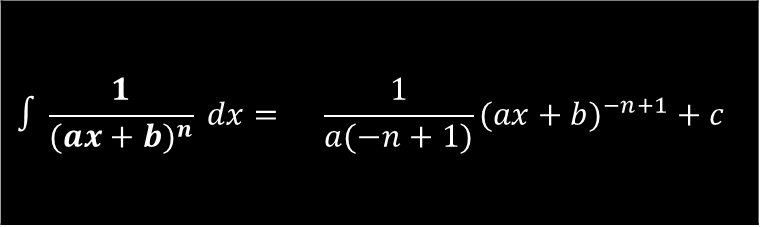 ∫ 1/(ax + b)ⁿ dx = 1/a(−n + 1) (ax + b)⁻ⁿ⁺¹ + c